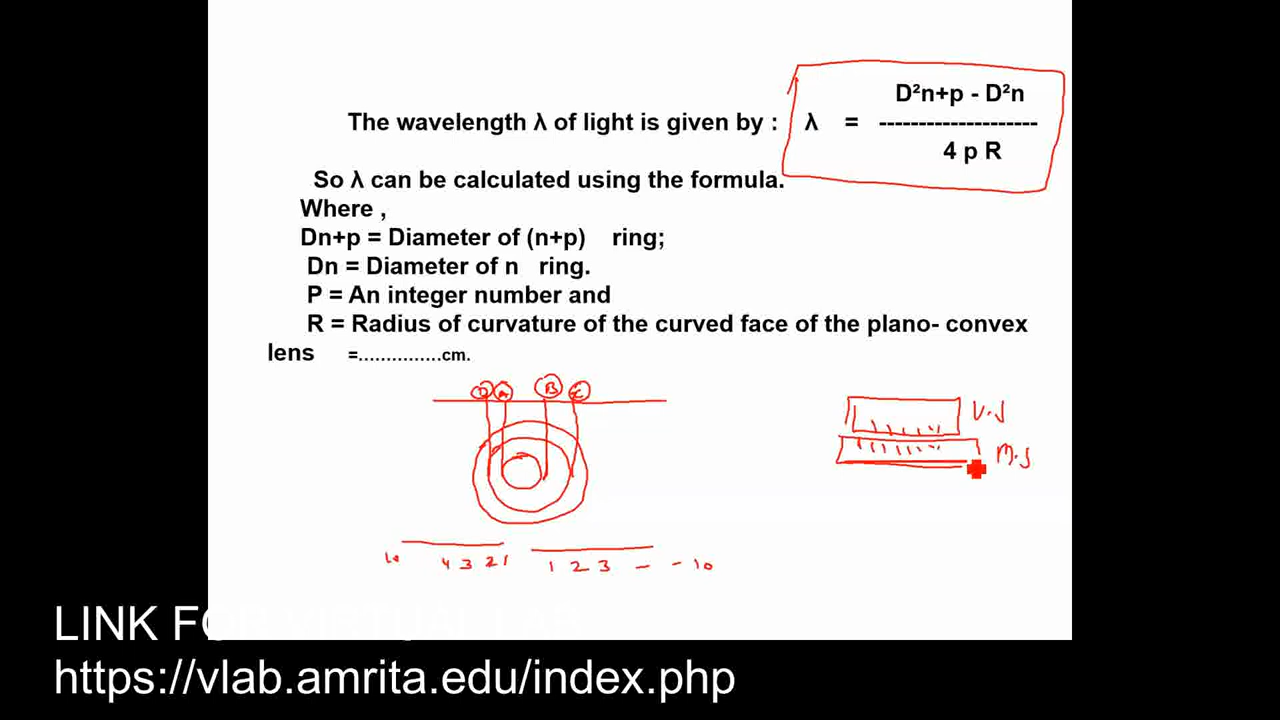 D²n+p - D²n
The wavelength λ of light is given by : λ = --------------------
4 p R
So λ can be calculated using the formula.
Where ,
Dn+p = Diameter of (n+p) ring;
Dn = Diameter of n ring.
P = An integer number and
R = Radius of curvature of the curved face of the plano- convex
lens =...............cm.
D A B C
V.S
M.S
10 4 3 2 1 1 2 3 - - 10
LINK FOR VIRTUAL LAB
https://vlab.amrita.edu/index.php